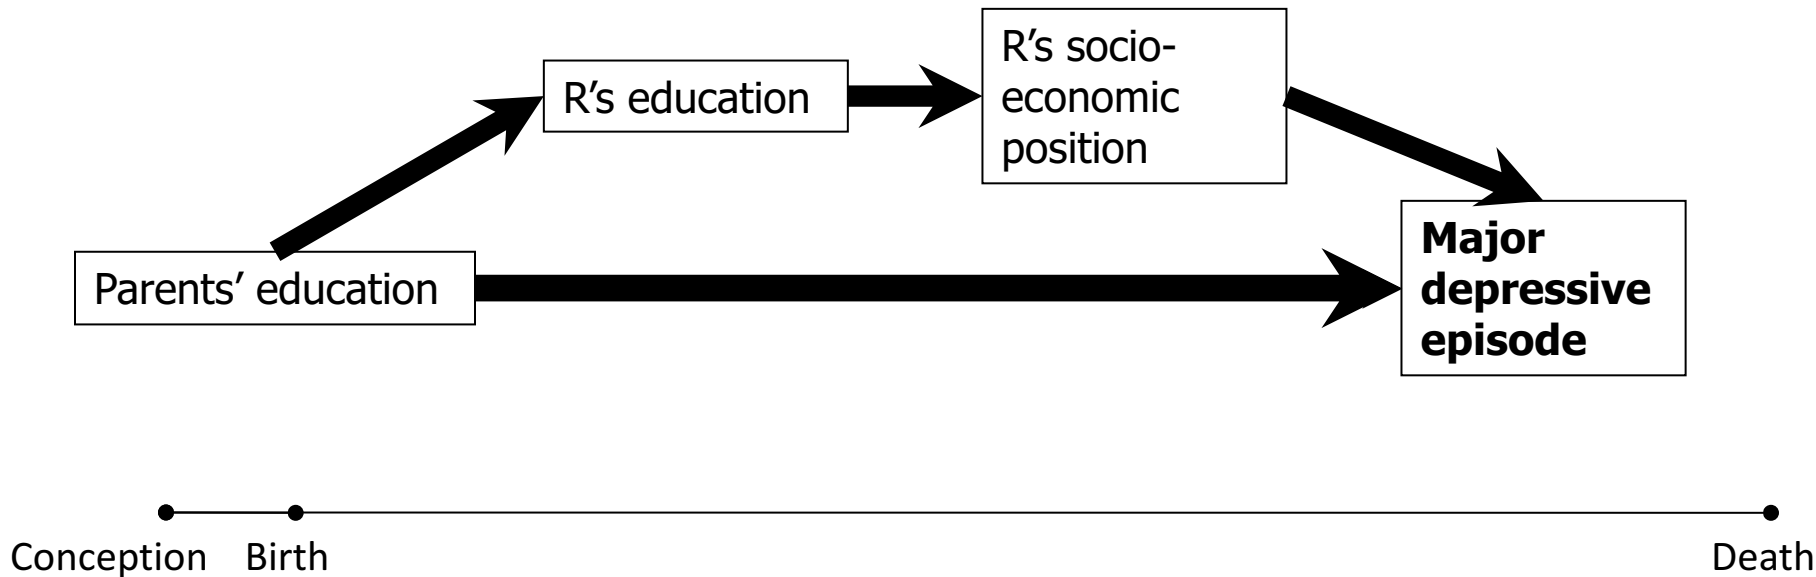 R’s socio-
economic
position
R’s education
Parents’ education
Major
depressive
episode
Conception
Birth
Death